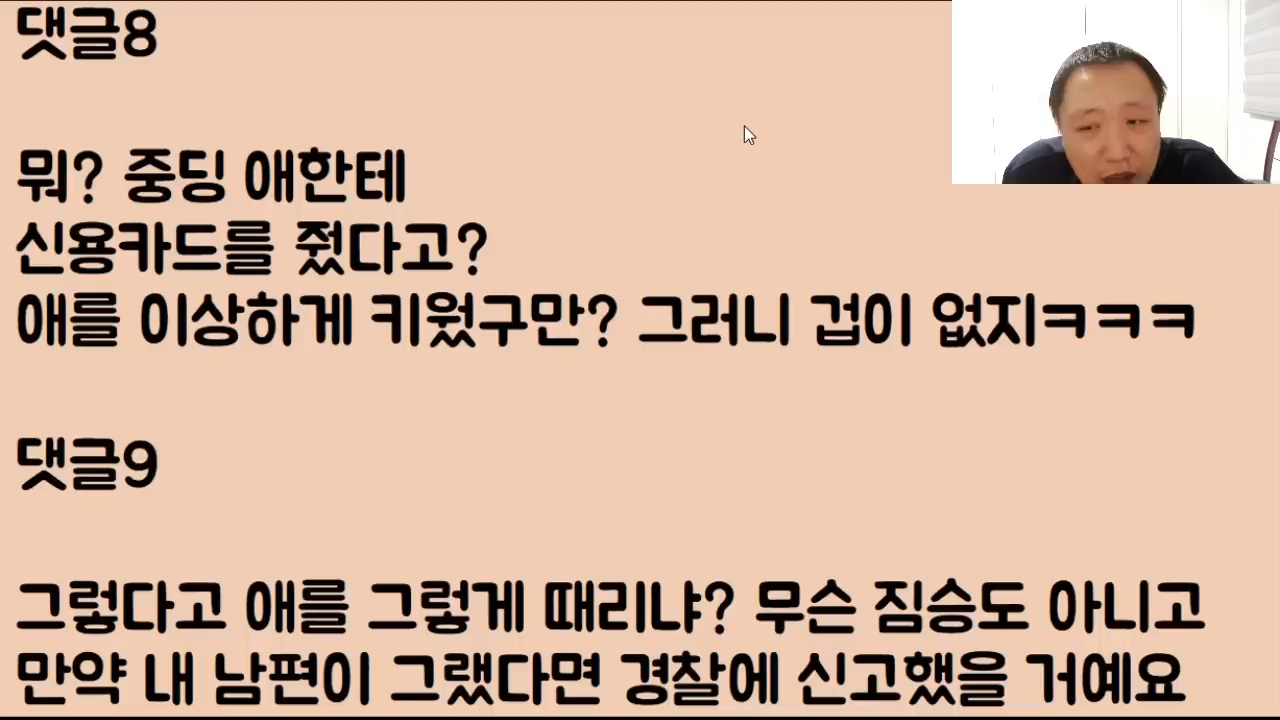 댓글8
뭐? 중딩 애한테
신용카드를 줬다고?
애를 이상하게 키웠구만? 그러니 겁이 없지ㅋㅋㅋ
댓글9
그렇다고 애를 그렇게 때리냐? 무슨 짐승도 아니고
만약 내 남편이 그랬다면 경찰에 신고했을 거예요